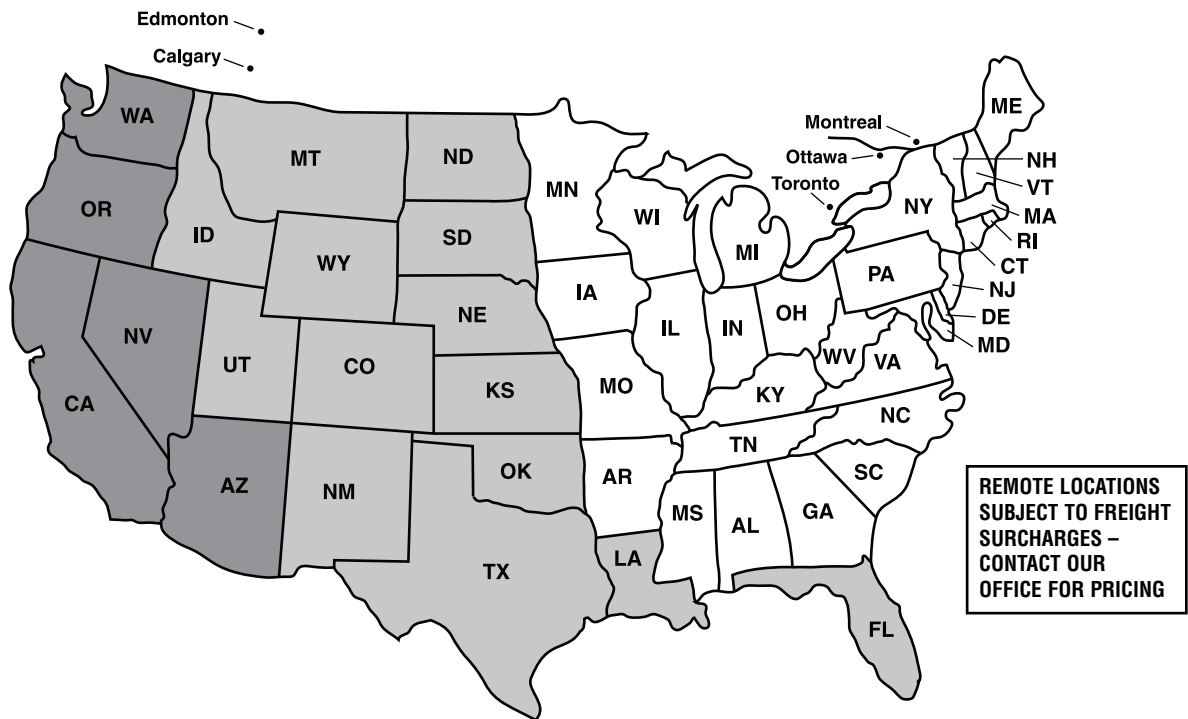 Edmonton
Calgary
WA
MT
ND
MN
ME
Montreal
Ottawa
Toronto
NH
VT
MA
RI
CT
NJ
DE
MD
OR
ID
WY
SD
WI
MI
NY
PA
IA
NE
NV
UT
CO
IL
IN
OH
WV
VA
CA
KS
MO
KY
NC
TN
AZ
NM
OK
AR
SC
MS
AL
GA
TX
LA
FL
REMOTE LOCATIONS
SUBJECT TO FREIGHT
SURCHARGES –
CONTACT OUR
OFFICE FOR PRICING